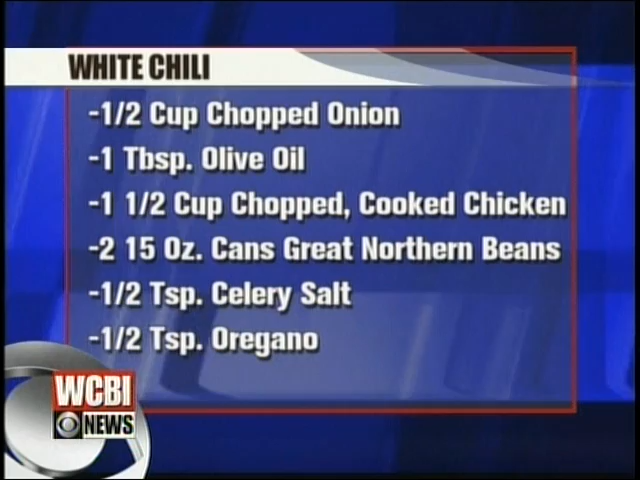 WHITE CHILI
-1/2 Cup Chopped Onion
-1 Tbsp. Olive Oil
-1 1/2 Cup Chopped, Cooked Chicken
-2 15 Oz. Cans Great Northern Beans
-1/2 Tsp. Celery Salt
-1/2 Tsp. Oregano
WCBI
NEWS